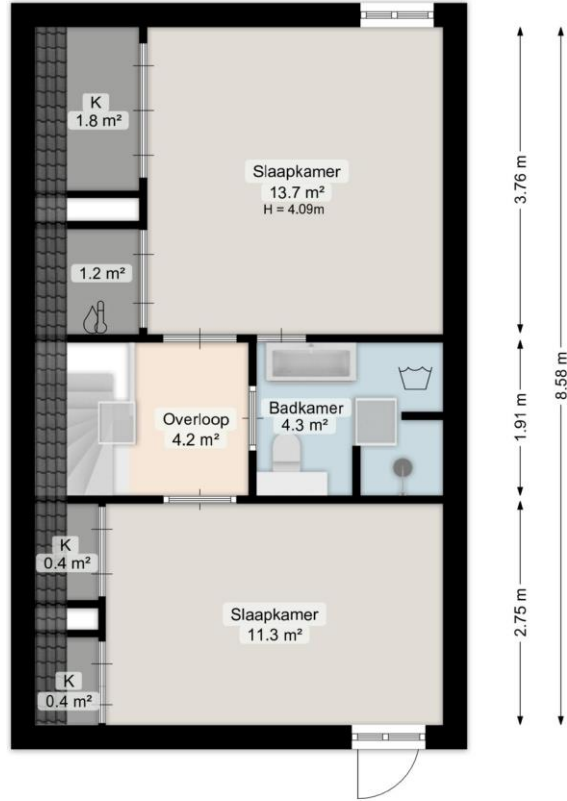 K
1.8 m²
Slaapkamer
13.7 m²
H = 4.09m
3.76 m
1.2 m²
8.58 m
Overloop
4.2 m²
Badkamer
4.3 m²
1.91 m
K
0.4 m²
Slaapkamer
11.3 m²
2.75 m
K
0.4 m²